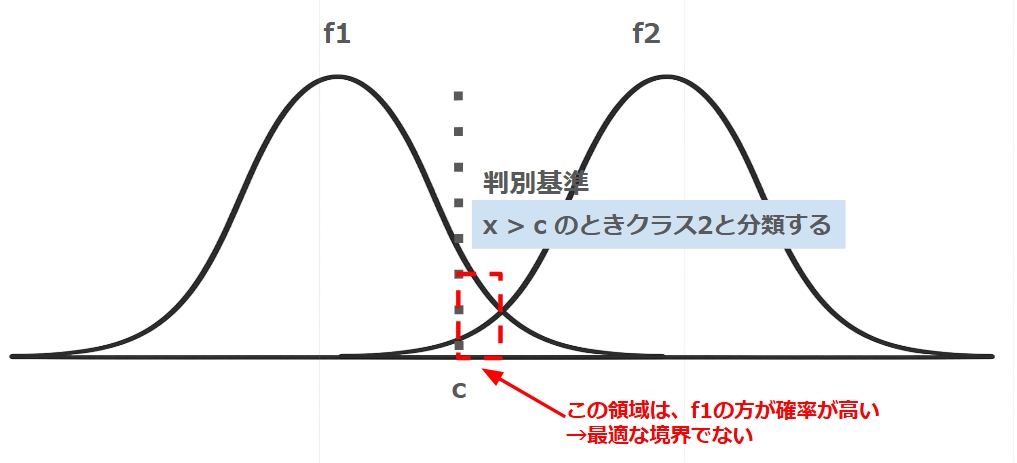 f1
f2
判別基準
x > c のときクラス2と分類する
c
この領域は、f1の方が確率が高い
→最適な境界でない